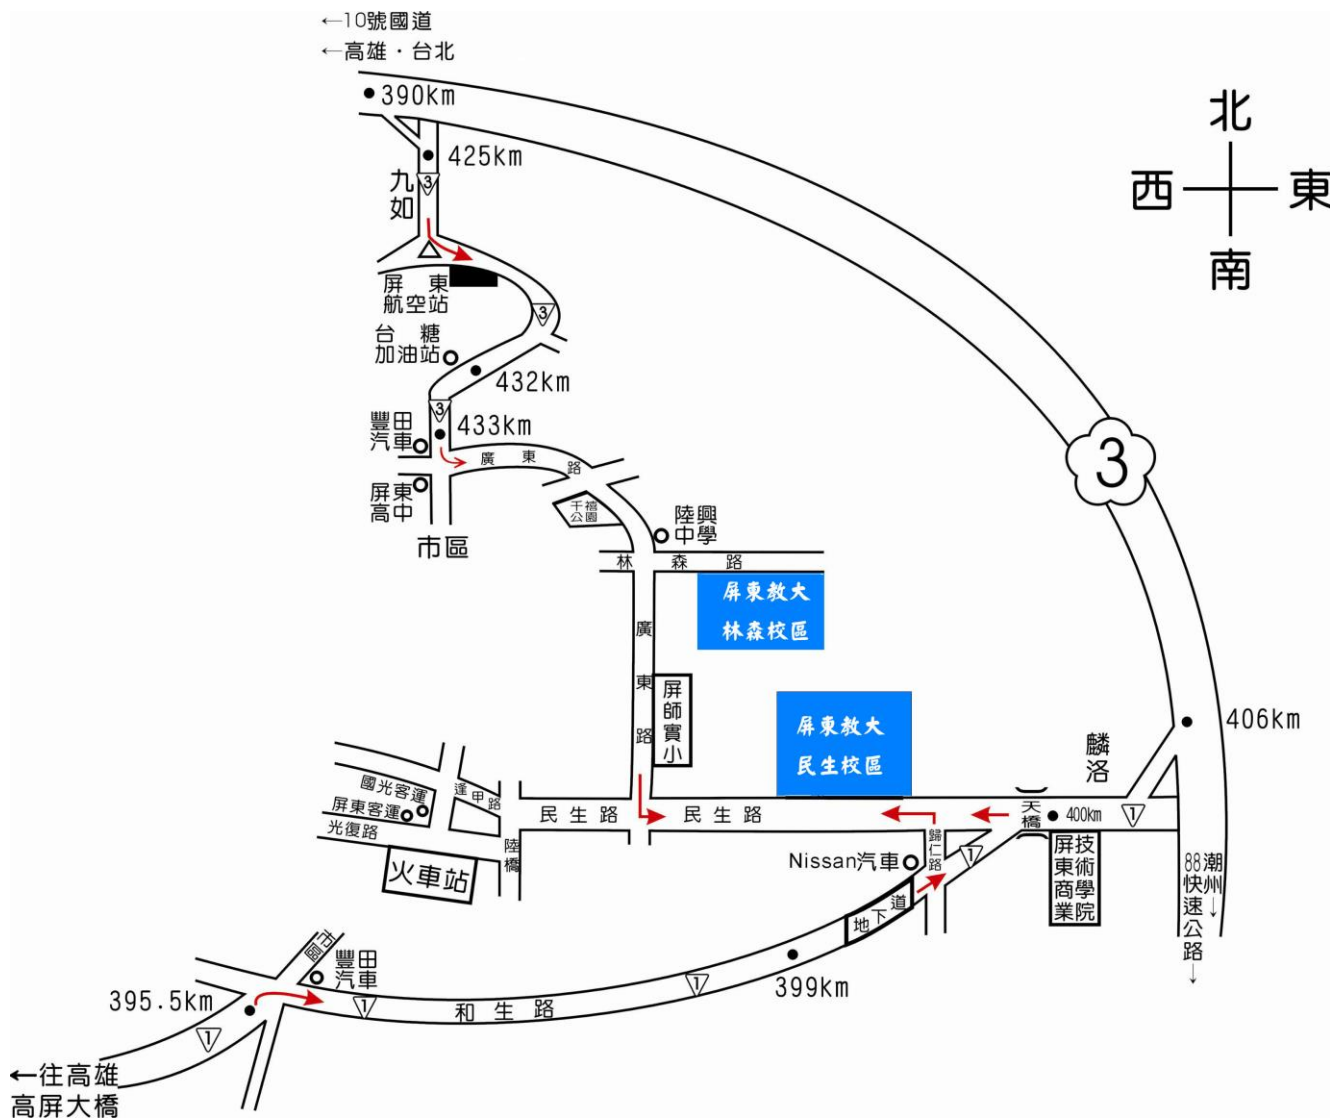 ←10號國道
←高雄．台北
390km
425km
3
九如
北
西 東
南
屏東
航空站
3
台糖
加油站
432km
3
433km
豐田
汽車
廣東路
屏東
高中
市區
千禧
公園
陸興
中學
3
林森路
屏東教大
林森校區
廣東路
屏師實小
屏東教大
民生校區
406km
麟洛
國光客運
屏東客運
光復路
逢甲路
陸橋
火車站
民生路
民生路
天橋
400km
1
歸仁路
1
Nissan汽車
屏東商業
技術學院
潮州↓
88快速公路↓
地下道
399km
1
市區
豐田
汽車
395.5km
1
和生路
1
←往高雄
高屏大橋